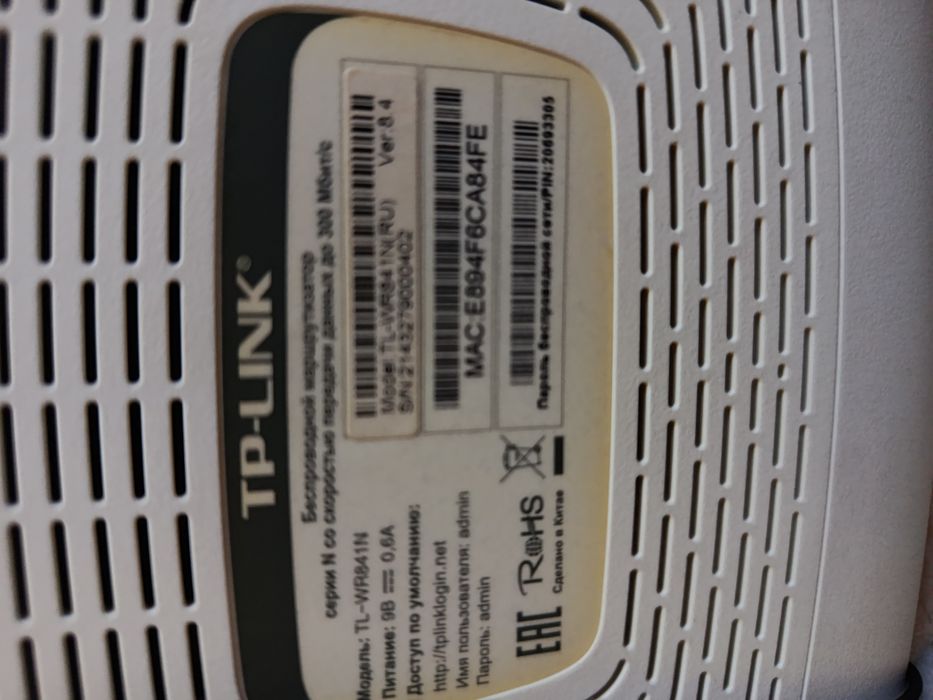 TP-LINK®
Беспроводной маршрутизатор
серии N со скоростью передачи данных до 300 Мбит/с
Модель: TL-WR841N
Питание: 9В 0,6А
Доступ по умолчанию:
http://tplinklogin.net
Имя пользователя: admin
Пароль: admin
EAC RoHS
Сделано в Китае
Model:TL-WR841N(RU) Ver:8.4
S/N:2143279000402
MAC:E894F6CA84FE
Пароль беспроводной сети/PIN:20603305